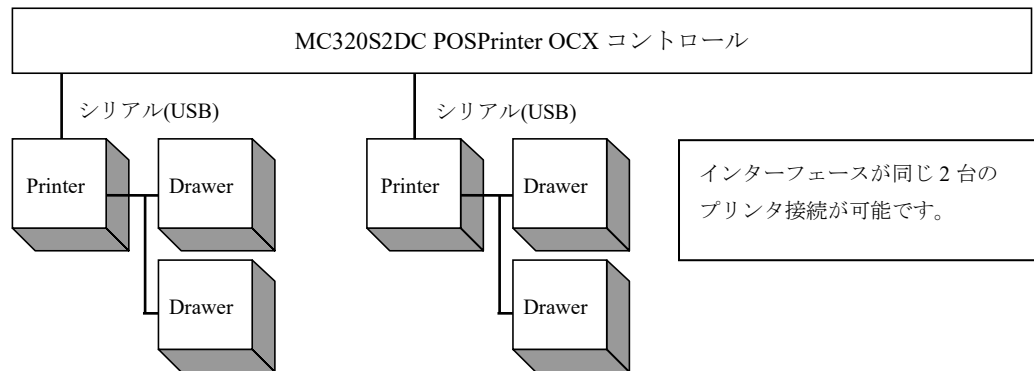 MC320S2DC POSPrinter OCX コントロール
シリアル(USB)
シリアル(USB)
Printer
Drawer
Printer
Drawer
インターフェースが同じ 2 台の
プリンタ接続が可能です。
Drawer
Drawer